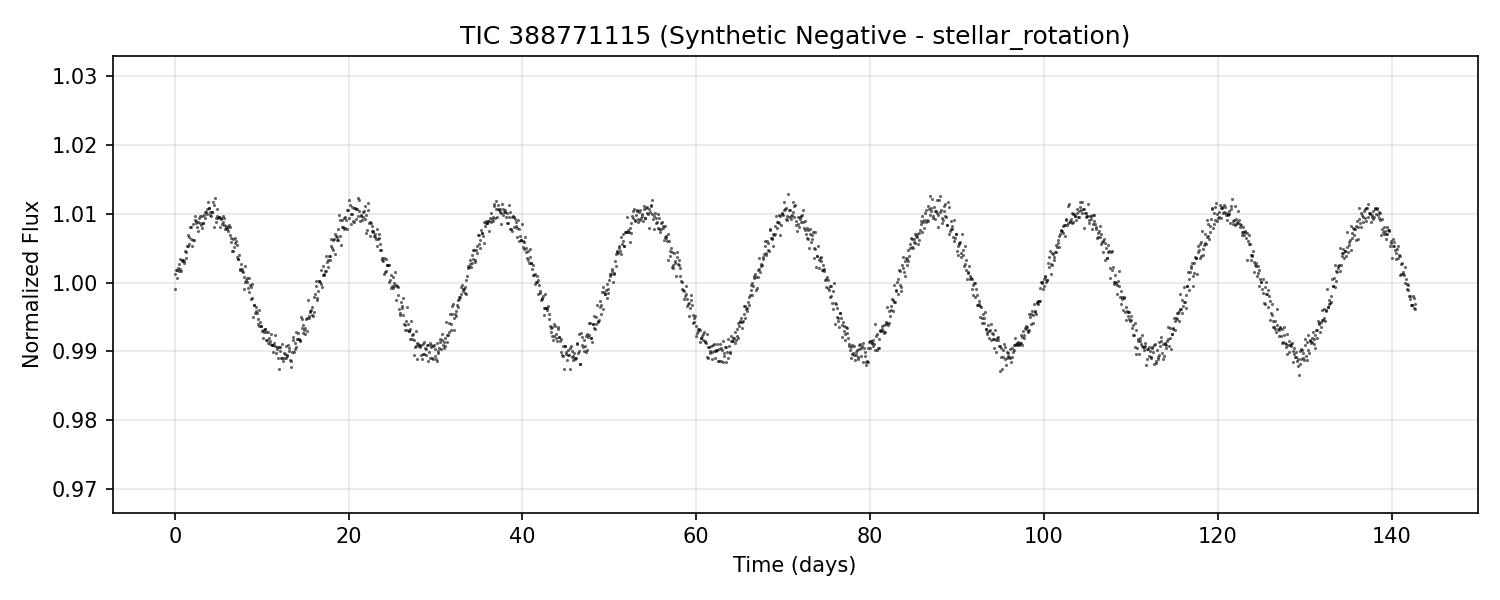 TIC 388771115 (Synthetic Negative - stellar_rotation)
Normalized Flux
1.03
1.02
1.01
1.00
0.99
0.98
0.97
0 20 40 60 80 100 120 140
Time (days)